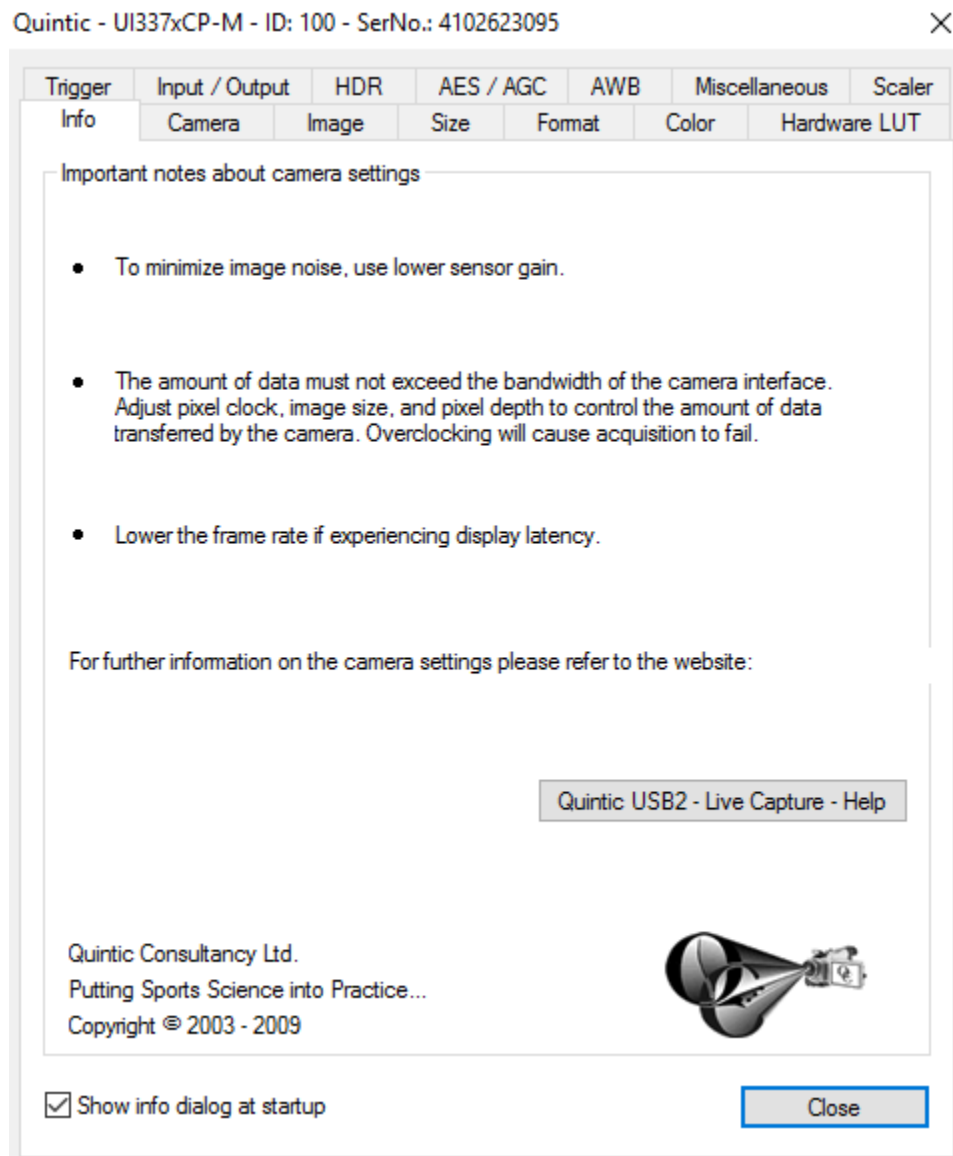 Quintic - UI337xCP-M - ID: 100 - SerNo.: 4102623095
Trigger Input / Output HDR AES / AGC AWB Miscellaneous Scaler
Info Camera Image Size Format Color Hardware LUT
Important notes about camera settings
To minimize image noise, use lower sensor gain.
The amount of data must not exceed the bandwidth of the camera interface.
Adjust pixel clock, image size, and pixel depth to control the amount of data
transferred by the camera. Overclocking will cause acquisition to fail.
Lower the frame rate if experiencing display latency.
For further information on the camera settings please refer to the website:
Quintic USB2 - Live Capture - Help
Quintic Consultancy Ltd.
Putting Sports Science into Practice...
Copyright © 2003 - 2009
Show info dialog at startup
Close